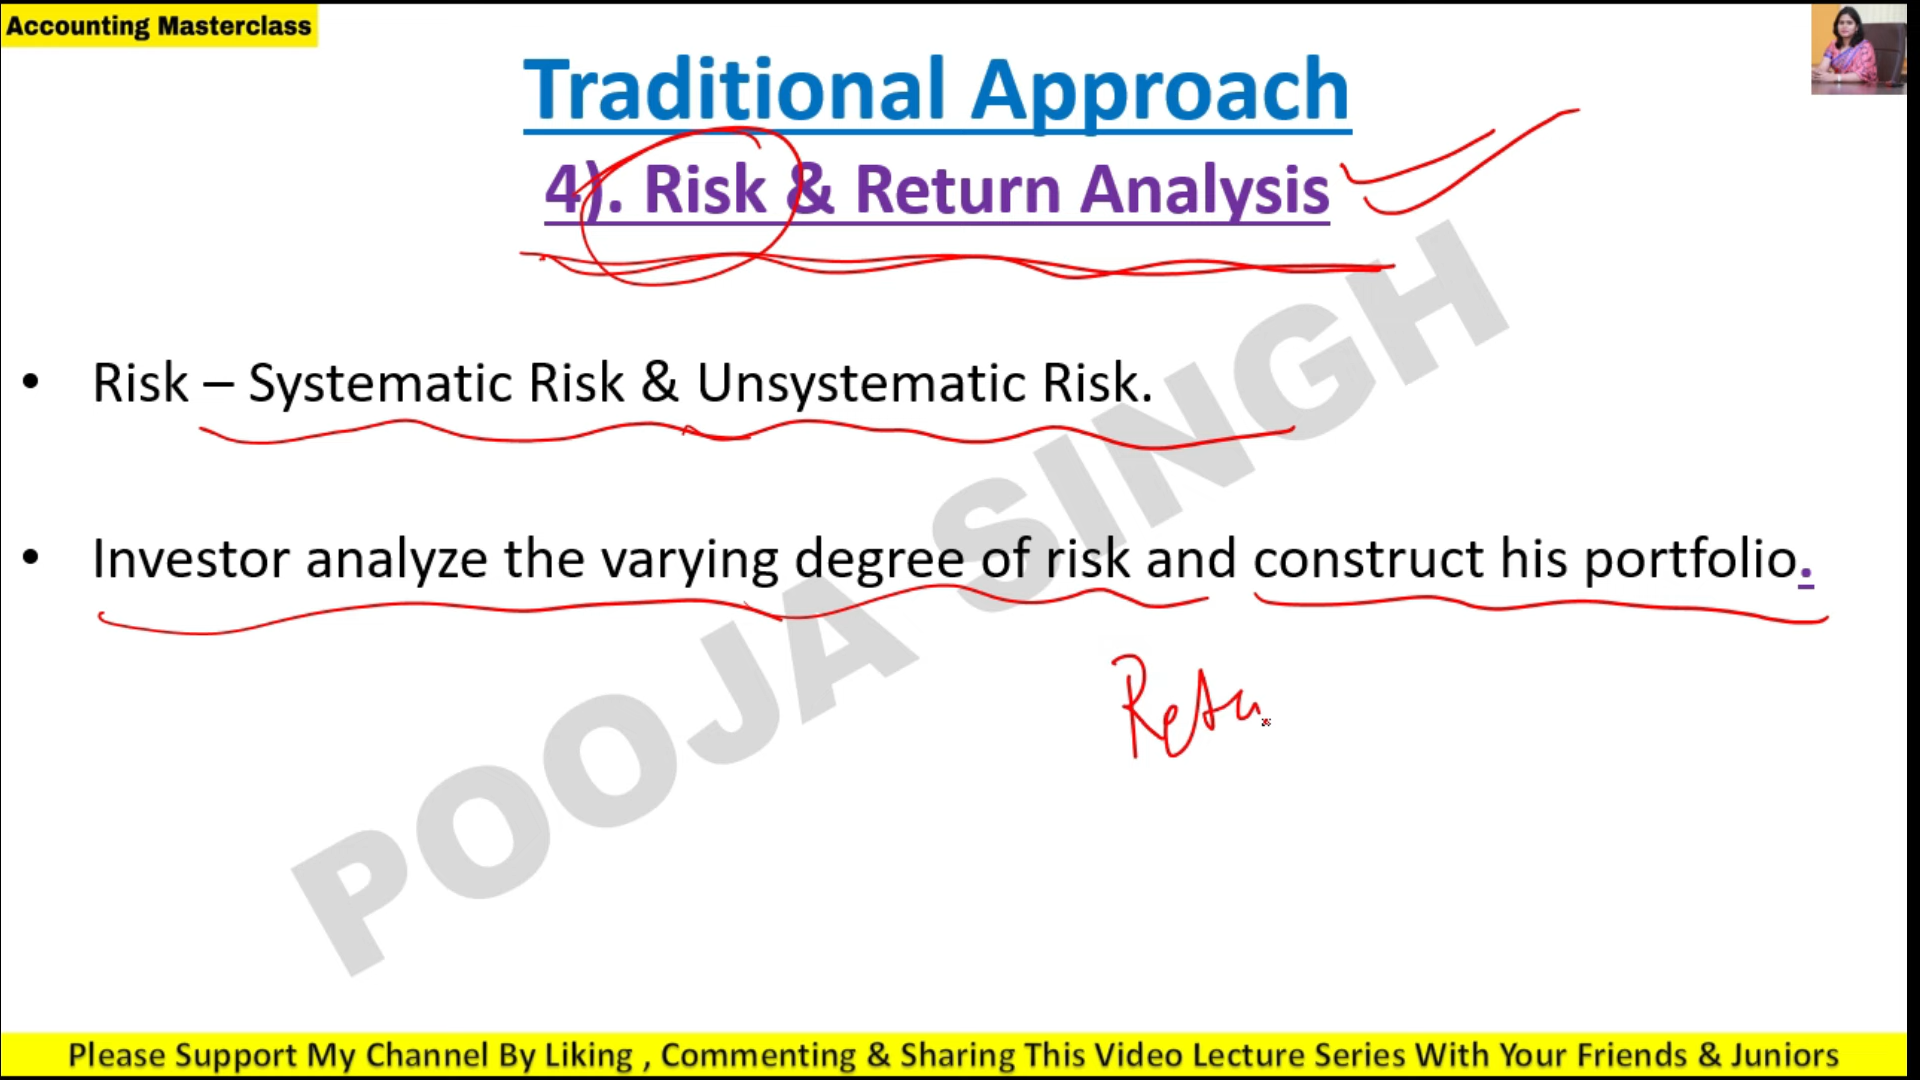 Accounting Masterclass
Traditional Approach
4). Risk & Return Analysis
• Risk – Systematic Risk & Unsystematic Risk.
• Investor analyze the varying degree of risk and construct his portfolio.
Retu
POOJA SINGH
Please Support My Channel By Liking , Commenting & Sharing This Video Lecture Series With Your Friends & Juniors